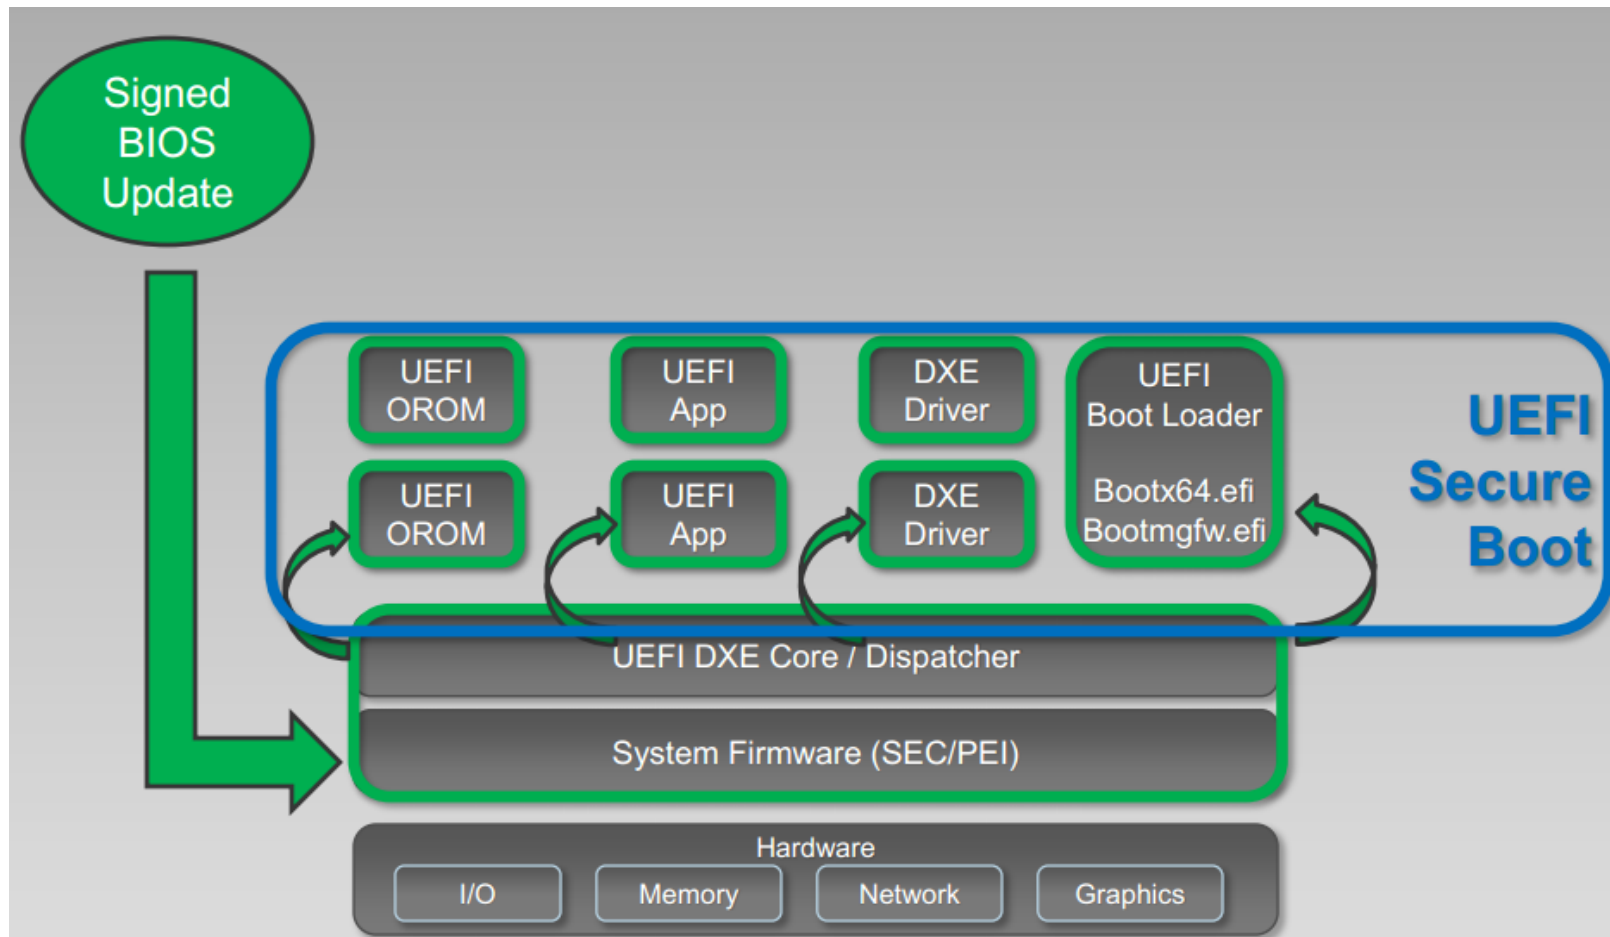 Signed
BIOS
Update
UEFI
OROM
UEFI
App
DXE
Driver
UEFI
Boot Loader
Bootx64.efi
Bootmgfw.efi
UEFI
OROM
UEFI
App
DXE
Driver
UEFI
Secure
Boot
UEFI DXE Core / Dispatcher
System Firmware (SEC/PEI)
Hardware
I/O
Memory
Network
Graphics